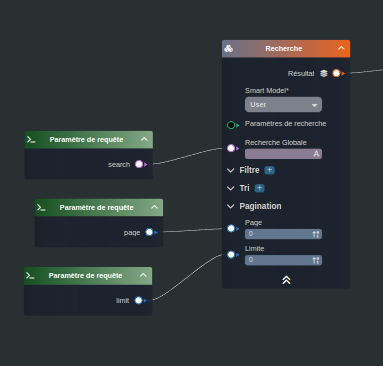 Recherche
Résultat
Smart Model*
User
Paramètres de recherche
Recherche Globale
A
Filtre +
Tri +
Pagination
Page
0
Limite
0
Paramètre de requête
search
Paramètre de requête
page
Paramètre de requête
limit